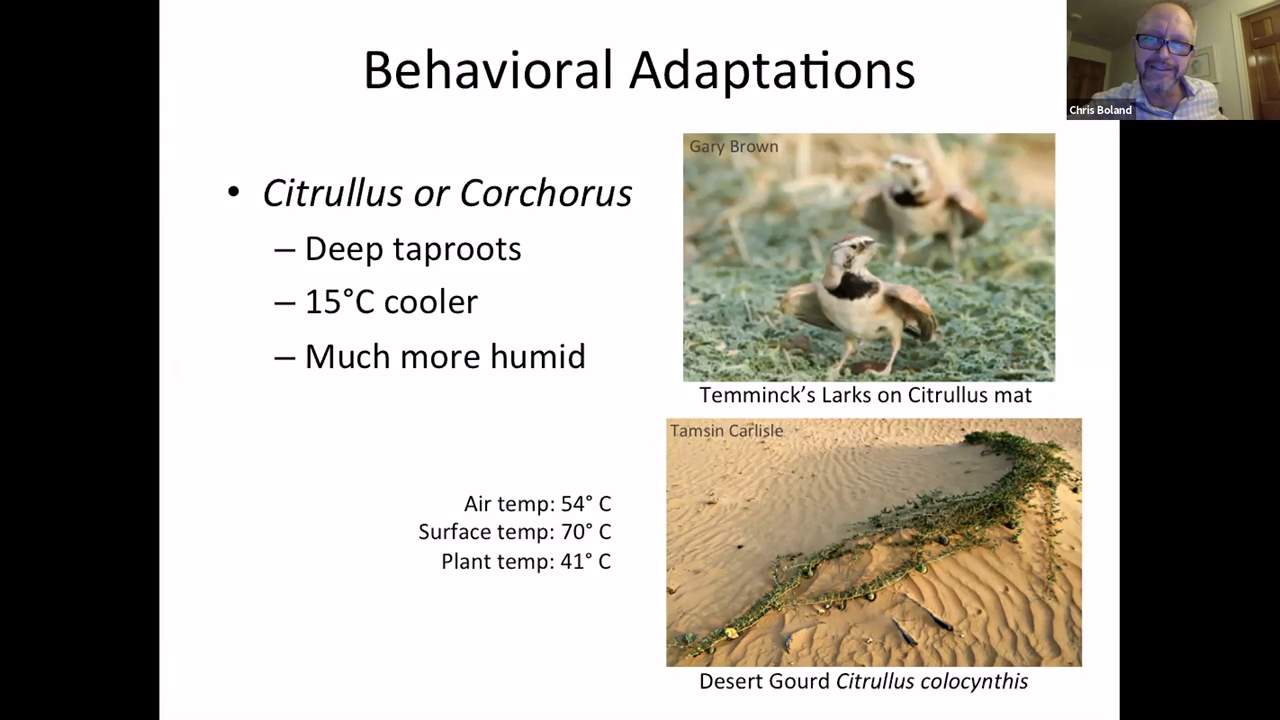 Behavioral Adaptations
Chris Boland
• Citrullus or Corchorus
– Deep taproots
– 15°C cooler
– Much more humid
Gary Brown
Temminck’s Larks on Citrullus mat
Tamsin Carlisle
Air temp: 54° C
Surface temp: 70° C
Plant temp: 41° C
Desert Gourd Citrullus colocynthis